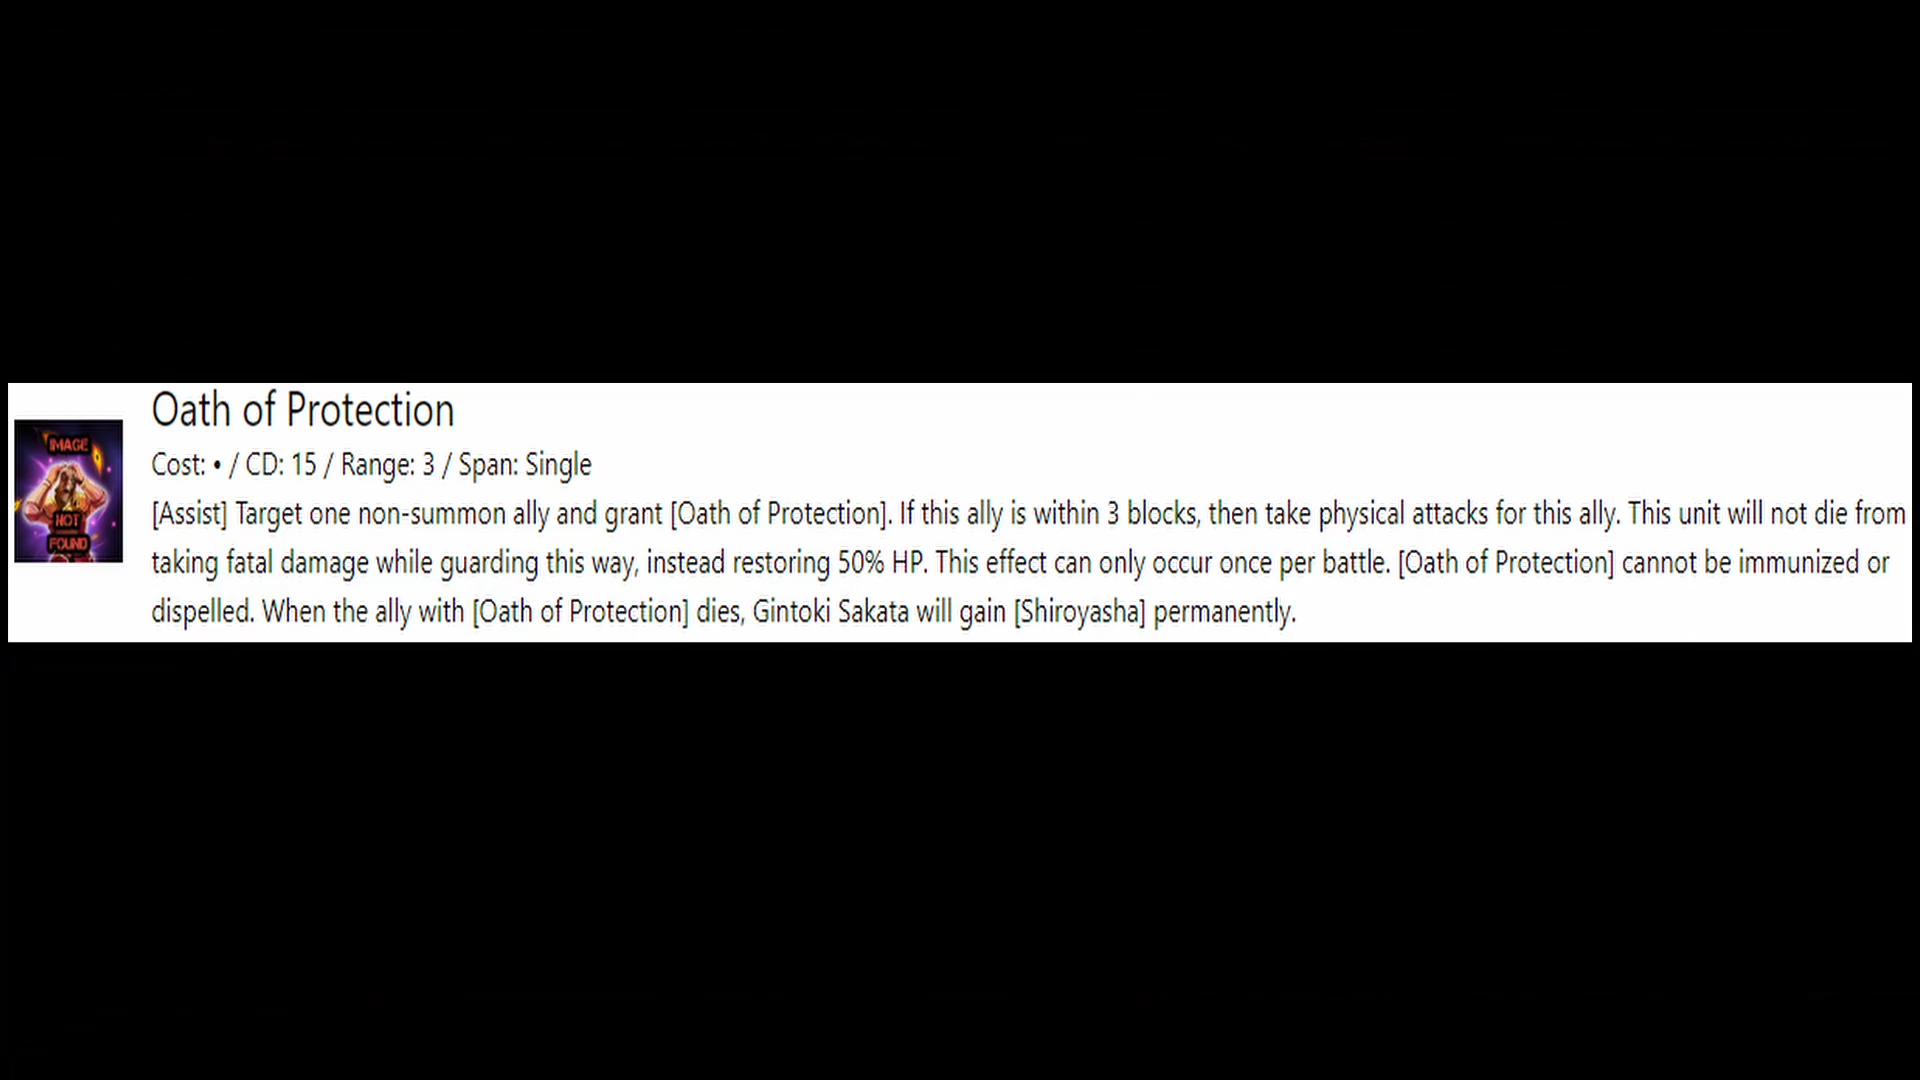 Oath of Protection
Cost: • / CD: 15 / Range: 3 / Span: Single
[Assist] Target one non-summon ally and grant [Oath of Protection]. If this ally is within 3 blocks, then take physical attacks for this ally. This unit will not die from
taking fatal damage while guarding this way, instead restoring 50% HP. This effect can only occur once per battle. [Oath of Protection] cannot be immunized or
dispelled. When the ally with [Oath of Protection] dies, Gintoki Sakata will gain [Shiroyasha] permanently.
IMAGE
NOT
FOUND